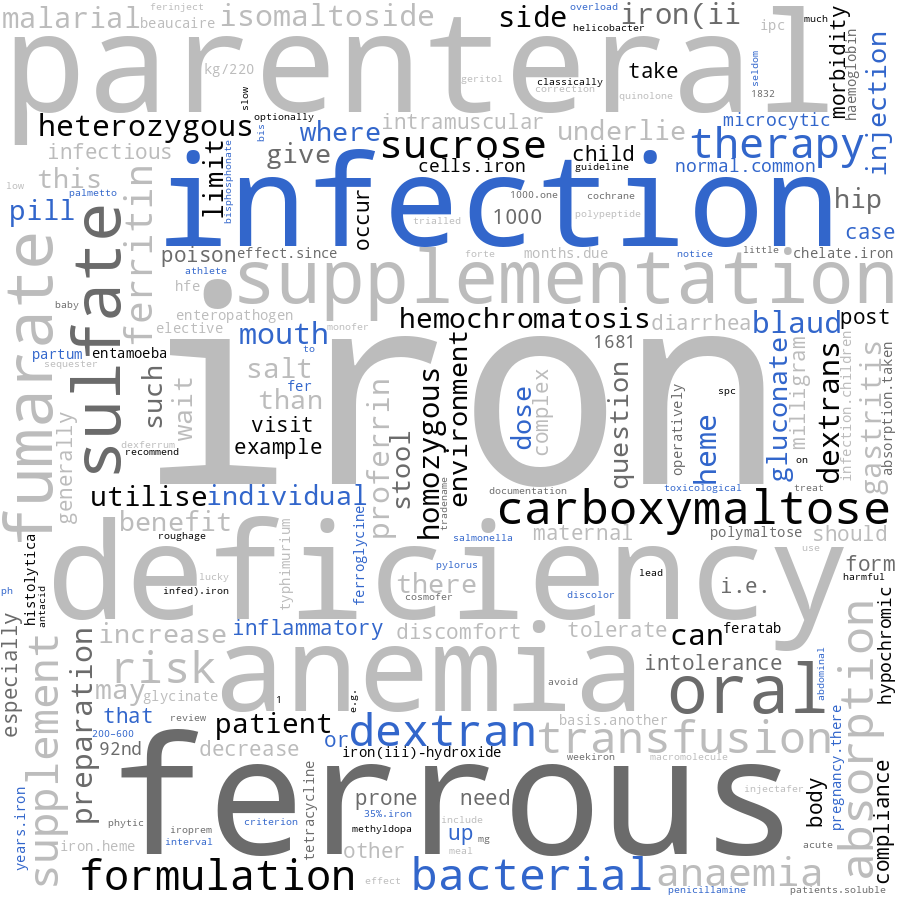 ferinject
overload
malarial
beaucaire
isomaltoside
side
helicobacter
iron(ii
ipc
much
parenteral
kg/220
geritol
classically
correction
quinolone
take
seldom
1832
morbidity
haemoglobin
injection
slow
optionally
heterozygous
bis
where
intramuscular
underlie
microcytic
infectious
give
sucrose
therapy
cells.iron
child
guideline
normal.common
low
this
palmetto
bisphosphonate
limit
infection
pill
occur
trialled
1000
1000.one
cochrane
polypeptide
hip
case
sulfate
ferritin
poison
effect.since
forte
months.due
notice
little
chelate.iron
athlete
hfe
supplementation
fumarate
baby
enteropathogen
elective
monofer
mouth
hemochromatosis
diarrhea
blaud
post
partum
entamoeba
sequester
to
iron
1681
salt
fer
than
such
wait
visit
example
proferrin
stool
homozygous
environment
dose
complex
question
operatively
heme
spc
on
gluconate
milligram
dextrans
infection.children
gastritis
absorption.taken
dexferrum
recommend
generally
tradename
documentation
toxicological
treat
utilise
individual
carboxymaltose
benefit
roughage
typhimurium
ferroglycine
salmonella
maternal
polymaltose
should
histolytica
antacid
deficiency
use
form
harmful
ph
lucky
infed).iron
there
cosmofer
pylorus
lead
discolor
i.e.
especially
supplement
increase
inflammatory
discomfort
tolerate
can
feratab
hypochromic
preparation
risk
anemia
intolerance
oral
abdominal
absorption
may
glycinate
1
e.g.
avoid
that
review
patient
basis.another
200–600
92nd
decrease
or
dextran
iron(iii)-hydroxide
transfusion
pregnancy.there
weekiron
macromolecule
ferrous
years.iron
phytic
iroprem
interval
criterion
tetracycline
prone
35%.iron
methyldopa
need
include
up
mg
injectafer
body
acute
compliance
iron.heme
other
meal
formulation
effect
bacterial
anaemia
penicillamine
patients.soluble